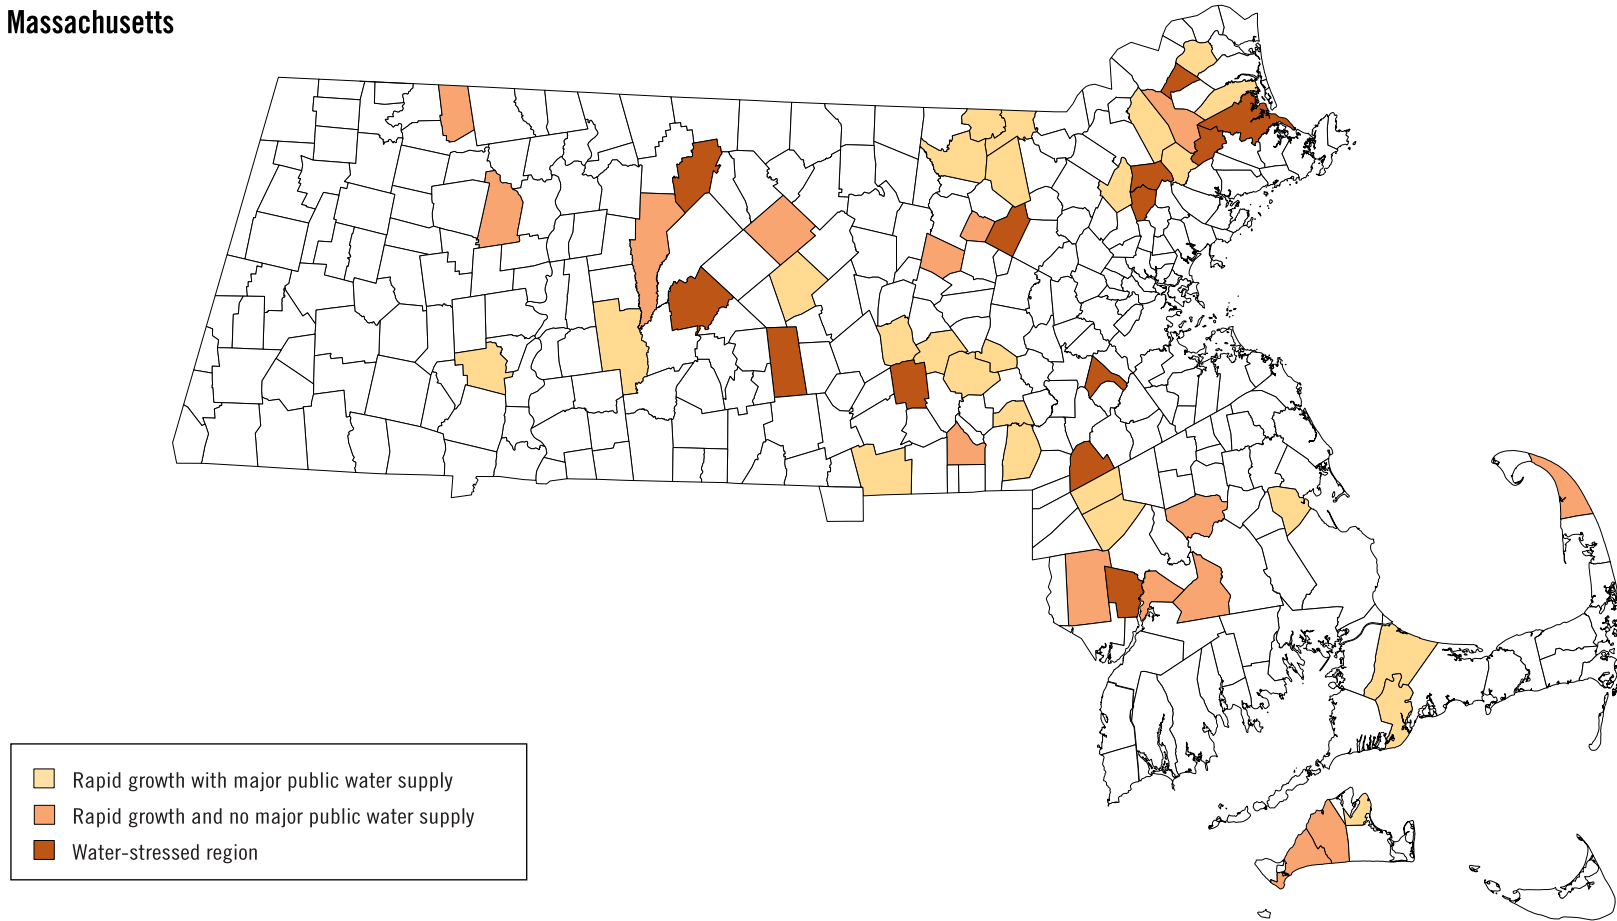 Massachusetts
Rapid growth with major public water supply
Rapid growth and no major public water supply
Water-stressed region